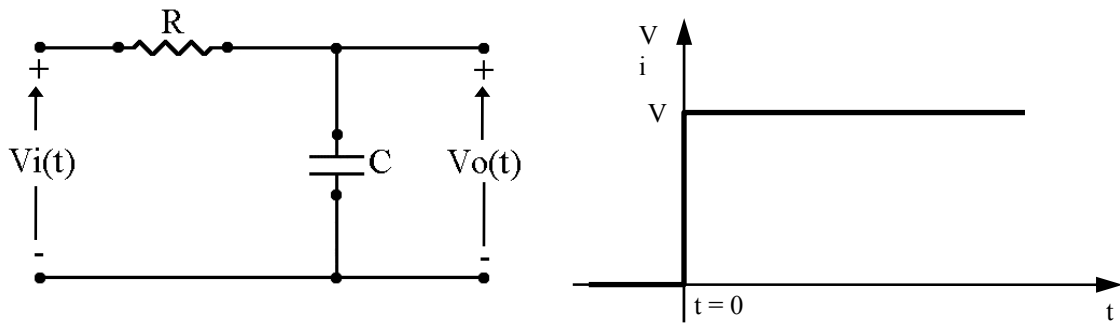 R
+
Vi(t)
-
C
+
Vo(t)
-
V
i
V
t = 0
t